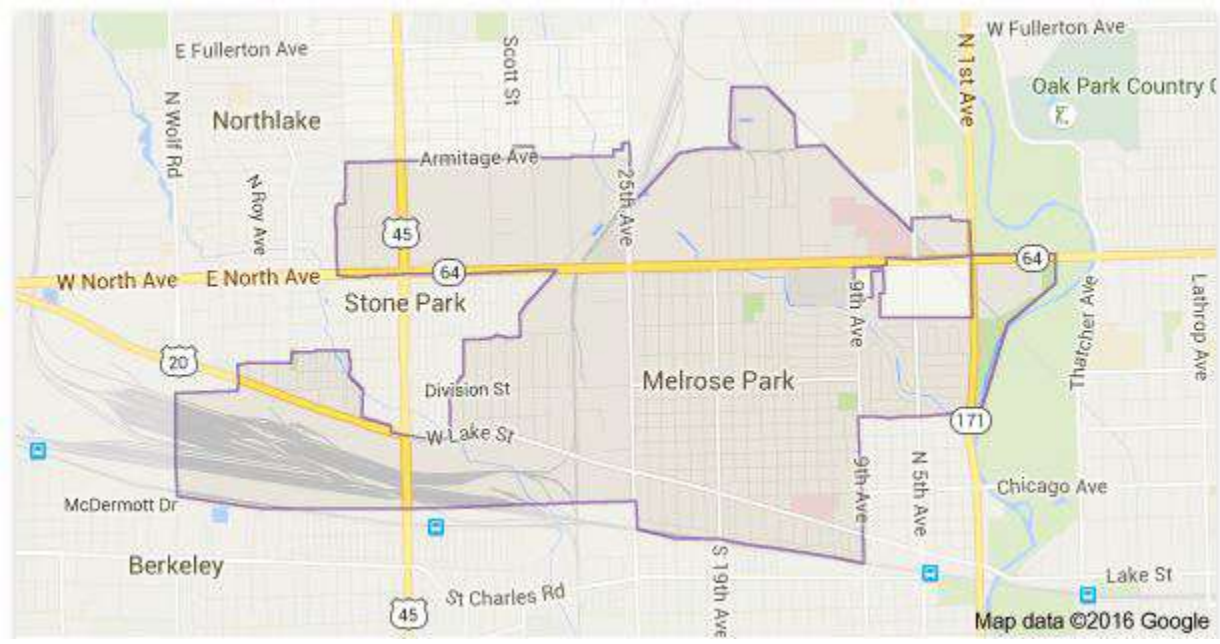 W Fullerton Ave
E Fullerton Ave
Scott St
N 1st Ave
Oak Park Country
N Wolf Rd
Northlake
Armitage Ave
N Roy Ave
25th Ave
45
64
64
W North Ave
E North Ave
Stone Park
9th Ave
Thatcher Ave
Lathrop Ave
20
Division St
Melrose Park
171
W Lake St
9th Ave
N 5th Ave
Chicago Ave
McDermott Dr
Berkeley
S 19th Ave
Lake St
St Charles Rd
45
Map data ©2016 Google